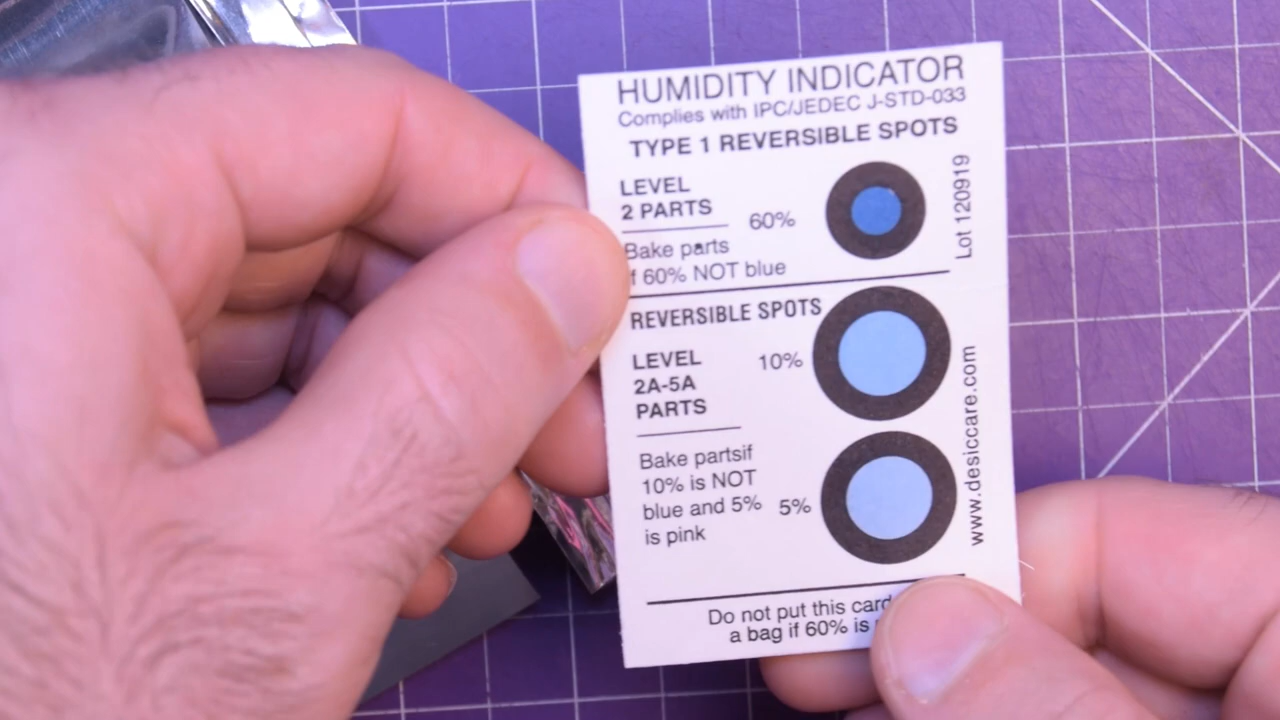 HUMIDITY INDICATOR
Complies with IPC/JEDEC J-STD-033
TYPE 1 REVERSIBLE SPOTS
LEVEL
2 PARTS
60%
Bake parts
f 60% NOT blue
Lot 120919
REVERSIBLE SPOTS
LEVEL
2A-5A
PARTS
10%
Bake partsif
10% is NOT
blue and 5%
is pink
5%
www.desiccare.com
Do not put this card
a bag if 60% is